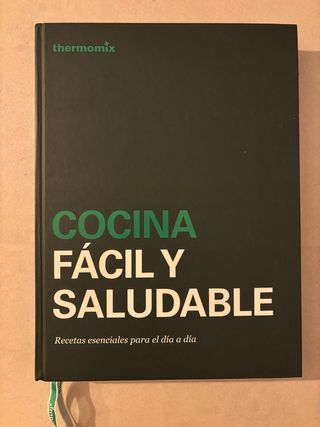 thermomix
COCINA
FÁCIL Y
SALUDABLE
Recetas esenciales para el día a día